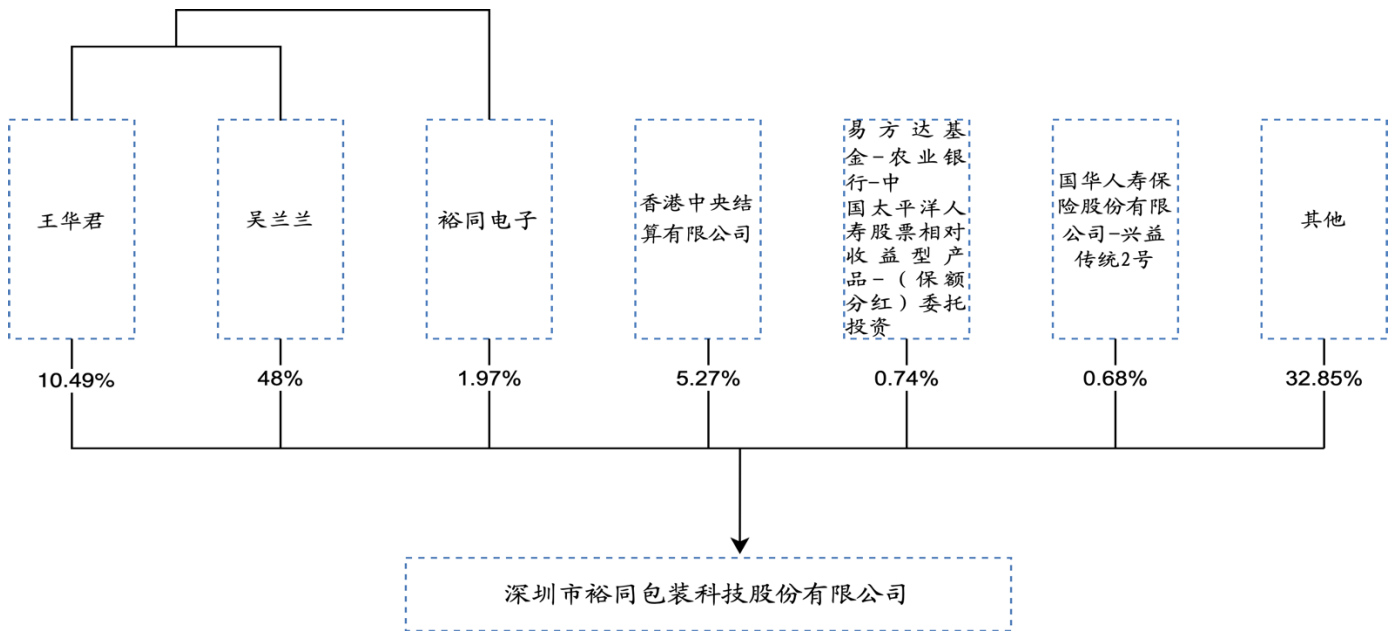 王华君
吴兰兰
裕同电子
香港中央结
算有限公司
易方达基
金-农业银
行-中
国太平洋人
寿股票相对
收益型产
品-（保额
分红）委托
投资
国华人寿保
险股份有限
公司-兴益
传统2号
其他
10.49%
48%
1.97%
5.27%
0.74%
0.68%
32.85%
深圳市裕同包装科技股份有限公司